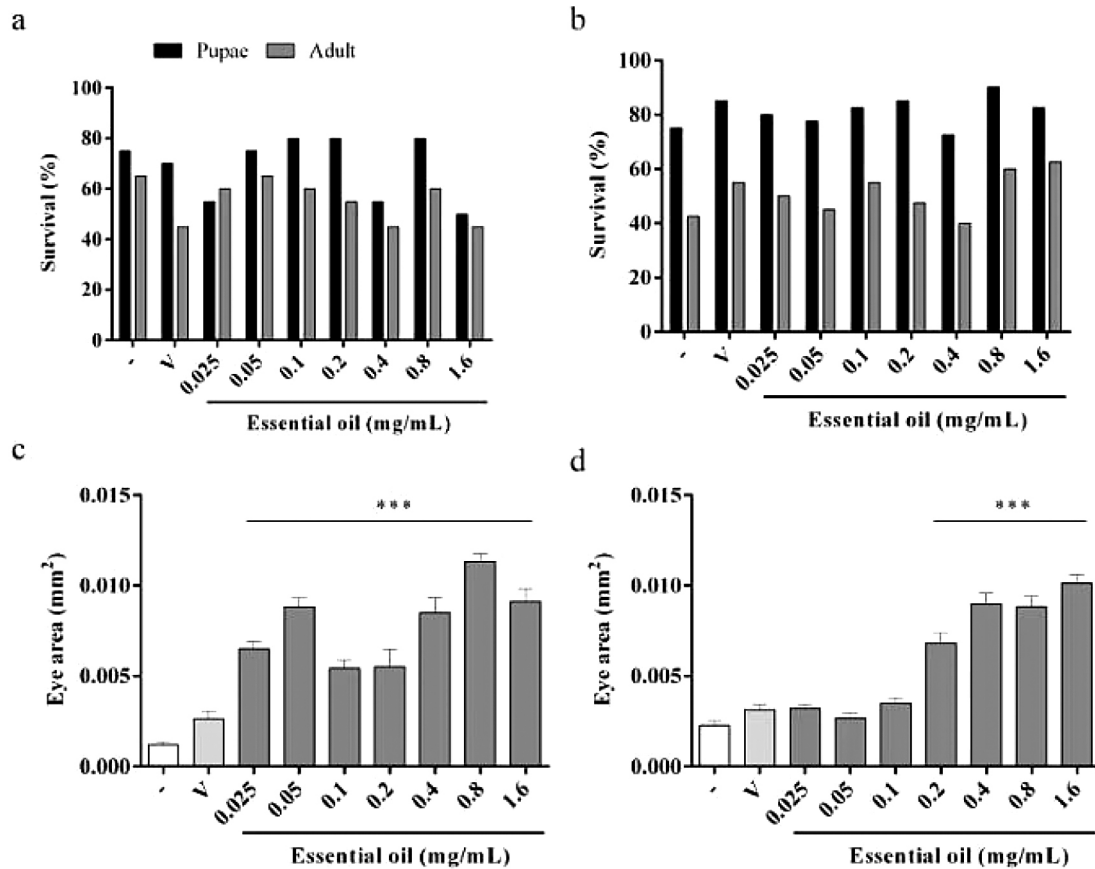 a
Pupae Adult
Survival (%)
100
80
60
40
20
0
- V 0.025 0.05 0.1 0.2 0.4 0.8 1.6
Essential oil (mg/mL)
b
Survival (%)
100
80
60
40
20
0
- V 0.025 0.05 0.1 0.2 0.4 0.8 1.6
Essential oil (mg/mL)
c
Eye area (mm²)
0.015
0.010
0.005
0.000
***
- V 0.025 0.05 0.1 0.2 0.4 0.8 1.6
Essential oil (mg/mL)
d
Eye area (mm²)
0.015
0.010
0.005
0.000
***
- V 0.025 0.05 0.1 0.2 0.4 0.8 1.6
Essential oil (mg/mL)